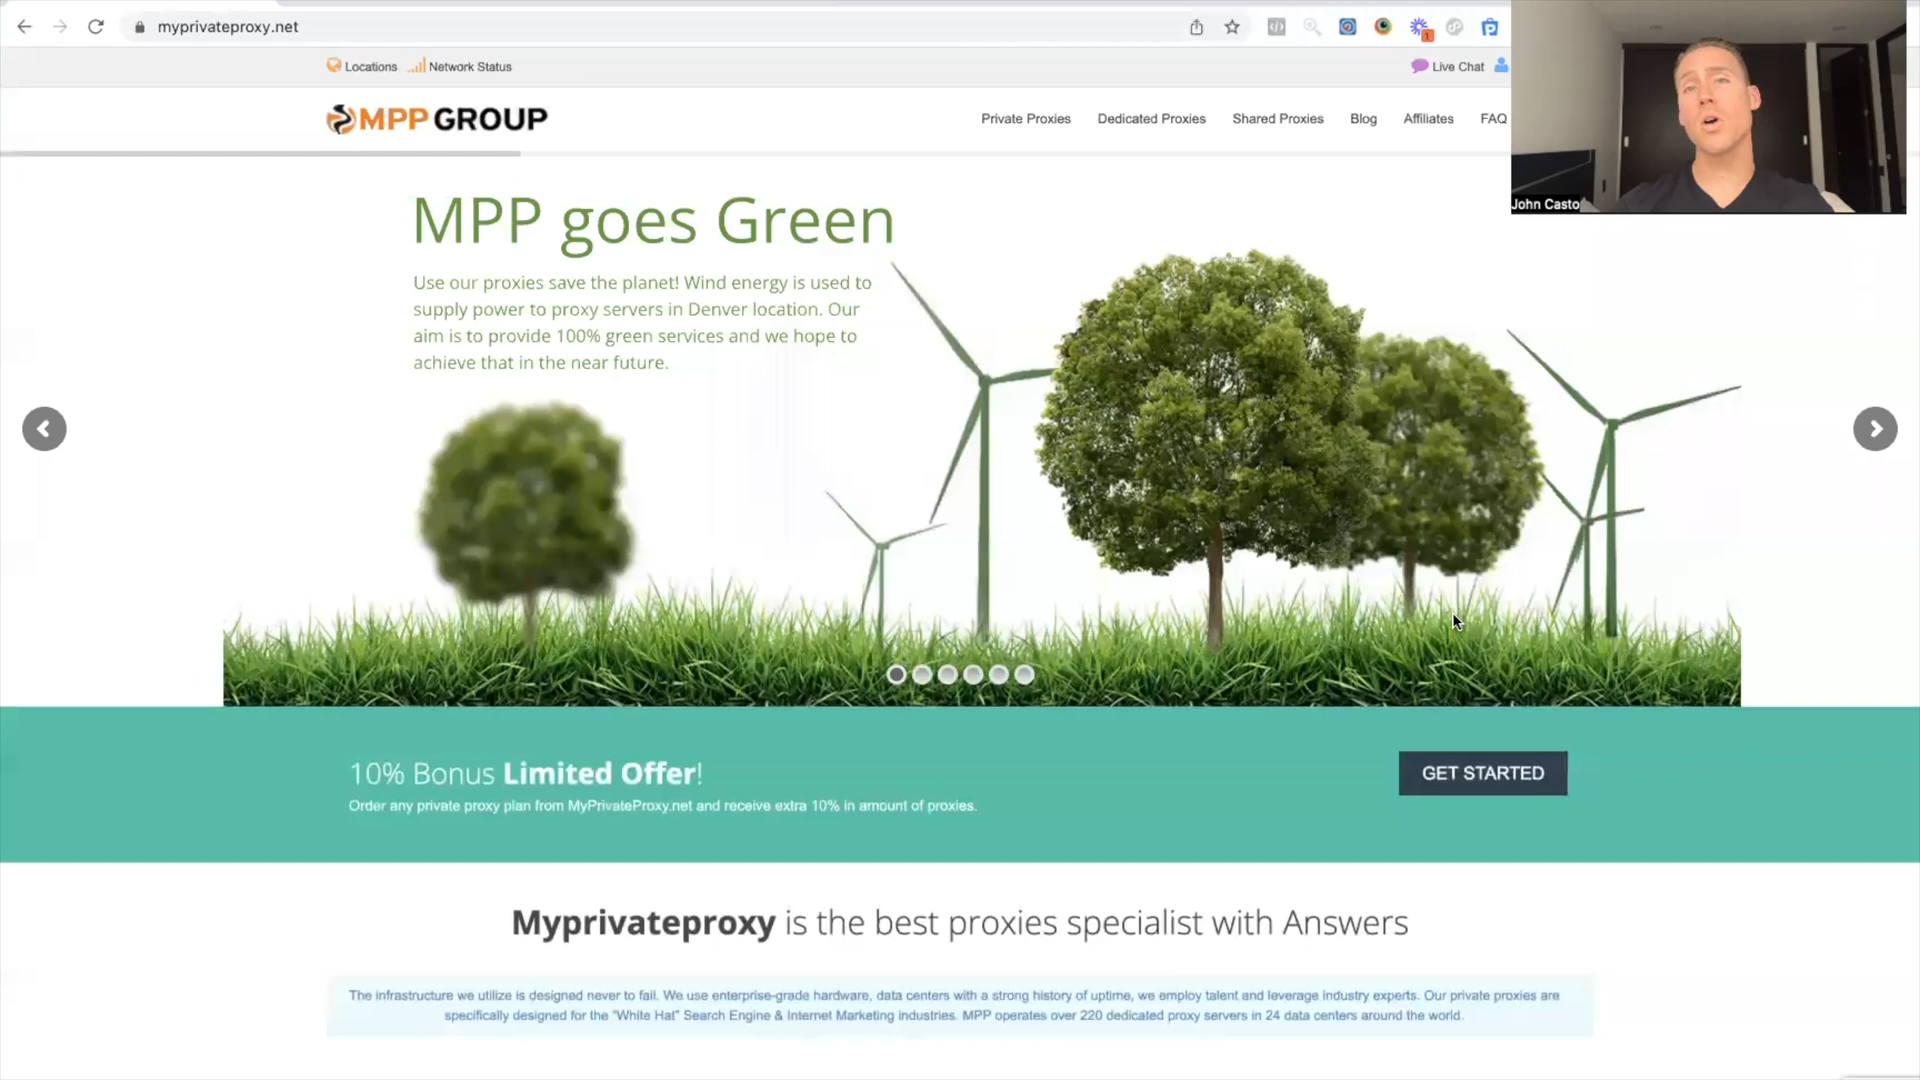 myprivateproxy.net
1
Locations
Network Status
Live Chat
MPP GROUP
Private Proxies
Dedicated Proxies
Shared Proxies
Blog
Affiliates
FAQ
John Casto
MPP goes Green
Use our proxies save the planet! Wind energy is used to
supply power to proxy servers in Denver location. Our
aim is to provide 100% green services and we hope to
achieve that in the near future.
10% Bonus Limited Offer!
Order any private proxy plan from MyPrivateProxy.net and receive extra 10% in amount of proxies.
GET STARTED
Myprivateproxy is the best proxies specialist with Answers
The infrastructure we utilize is designed never to fail. We use enterprise-grade hardware, data centers with a strong history of uptime, we employ talent and leverage industry experts. Our private proxies are
specifically designed for the "White Hat" Search Engine & Internet Marketing industries. MPP operates over 220 dedicated proxy servers in 24 data centers around the world.